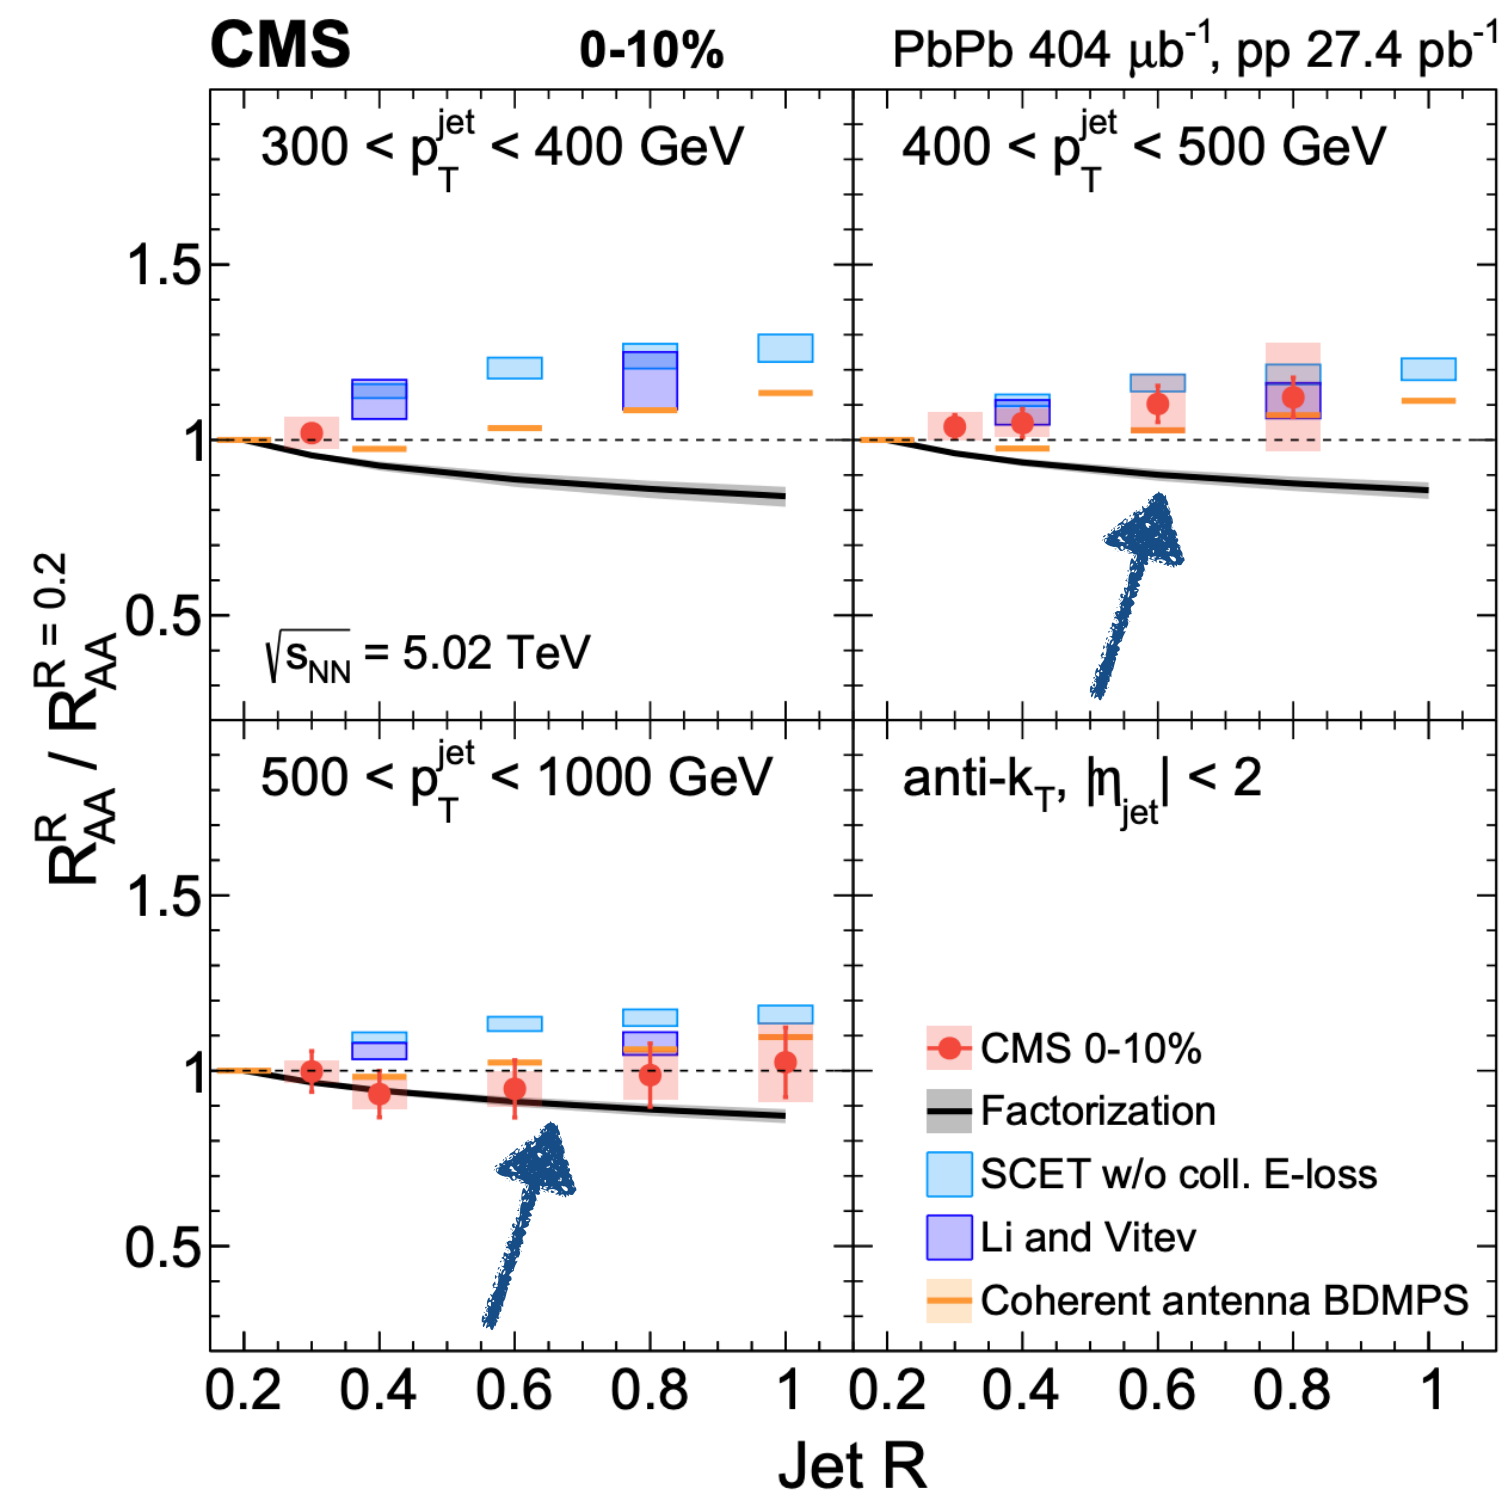 CMS 0-10% PbPb 404 μb⁻¹, pp 27.4 pb⁻¹
300 < p_T^jet < 400 GeV
400 < p_T^jet < 500 GeV
1.5
1
0.5
√s_NN = 5.02 TeV
R_AA^R / R_AA^R = 0.2
500 < p_T^jet < 1000 GeV
anti-k_T, |η_jet| < 2
1.5
1
0.5
CMS 0-10%
Factorization
SCET w/o coll. E-loss
Li and Vitev
Coherent antenna BDMPS
0.2 0.4 0.6 0.8 1 0.2 0.4 0.6 0.8 1
Jet R